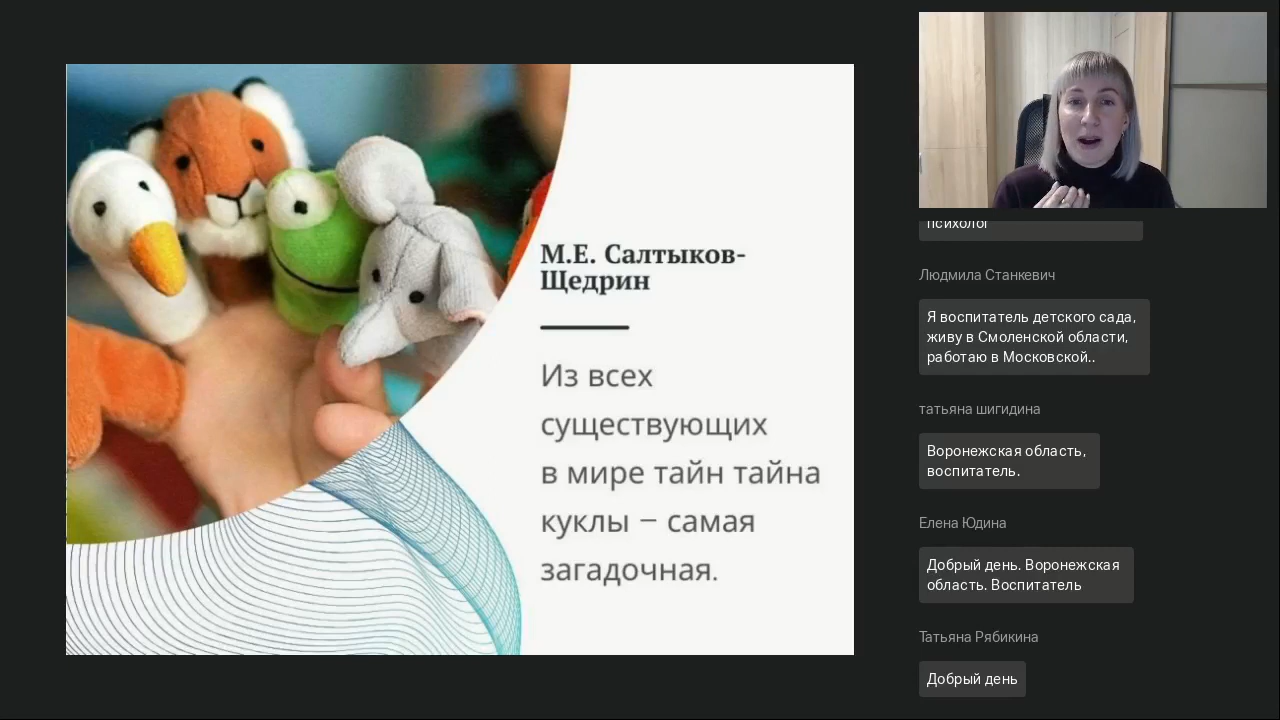 М.Е. Салтыков-
Щедрин
Из всех
существующих
в мире тайн тайна
куклы – самая
загадочная.
психолог
Людмила Станкевич
Я воспитатель детского сада,
живу в Смоленской области,
работаю в Московской..
татьяна шигидина
Воронежская область,
воспитатель.
Елена Юдина
Добрый день. Воронежская
область. Воспитатель
Татьяна Рябикина
Добрый день